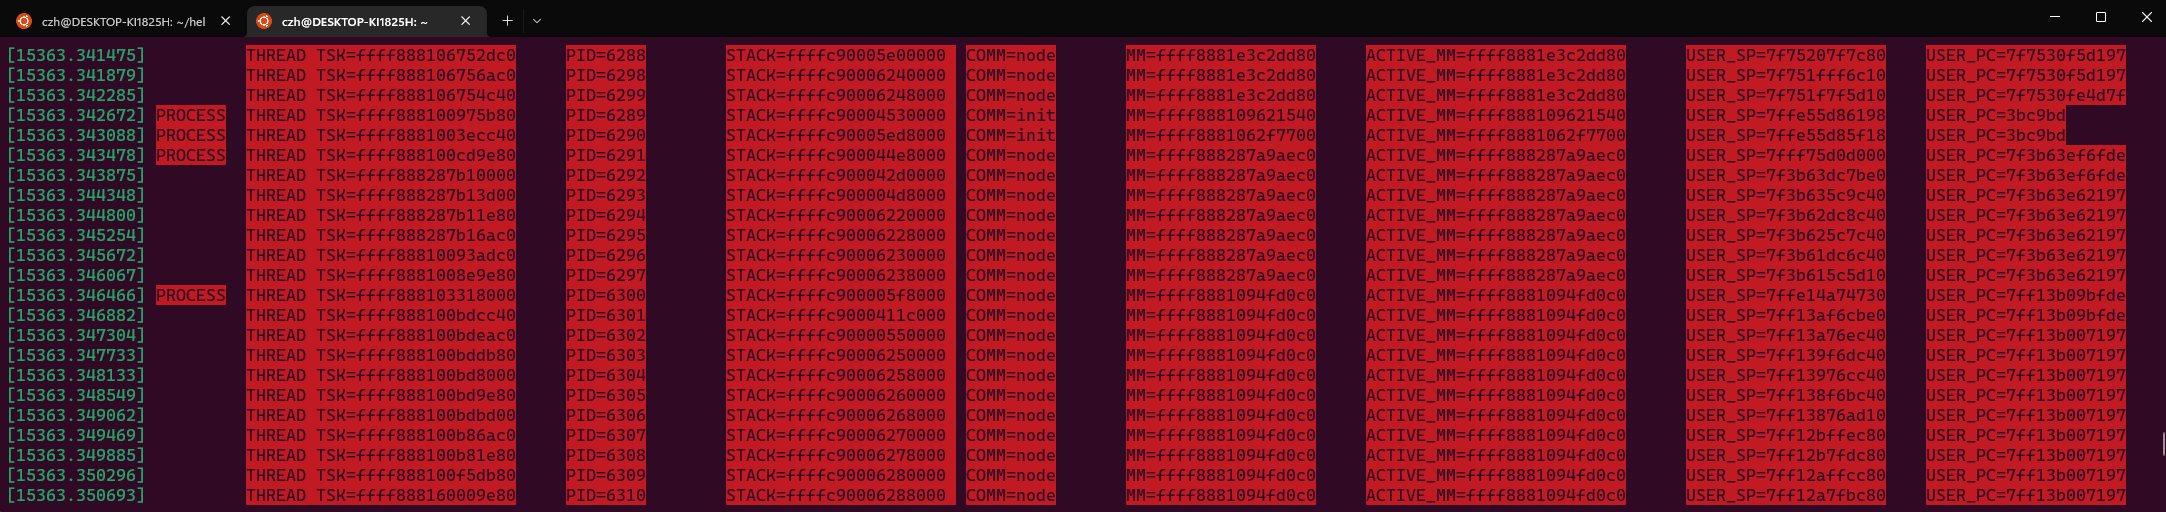 czh@DESKTOP-KI1825H: ~/hel
czh@DESKTOP-KI1825H: ~
[15363.341475] THREAD TSK=ffff888106752dc0 PID=6288 STACK=ffffc90005e00000 COMM=node MM=ffff8881e3c2dd80 ACTIVE_MM=ffff8881e3c2dd80 USER_SP=7f75207f7c80 USER_PC=7f7530f5d197
[15363.341879] THREAD TSK=ffff888106756ac0 PID=6298 STACK=ffffc90006240000 COMM=node MM=ffff8881e3c2dd80 ACTIVE_MM=ffff8881e3c2dd80 USER_SP=7f751fff6c10 USER_PC=7f7530f5d197
[15363.342285] THREAD TSK=ffff888106754c40 PID=6299 STACK=ffffc90006248000 COMM=node MM=ffff8881e3c2dd80 ACTIVE_MM=ffff8881e3c2dd80 USER_SP=7f751f7f5d10 USER_PC=7f7530fe4d7f
[15363.342672] PROCESS THREAD TSK=ffff888100975b80 PID=6289 STACK=ffffc90004530000 COMM=init MM=ffff888109621540 ACTIVE_MM=ffff888109621540 USER_SP=7ffe55d86198 USER_PC=3bc9bd
[15363.343088] PROCESS THREAD TSK=ffff8881003ecc40 PID=6290 STACK=ffffc90005ed8000 COMM=init MM=ffff8881062f7700 ACTIVE_MM=ffff8881062f7700 USER_SP=7ffe55d85f18 USER_PC=3bc9bd
[15363.343478] PROCESS THREAD TSK=ffff888100cd9e80 PID=6291 STACK=ffffc900044e8000 COMM=node MM=ffff888287a9aec0 ACTIVE_MM=ffff888287a9aec0 USER_SP=7fff75d0d000 USER_PC=7f3b63ef6fde
[15363.343875] THREAD TSK=ffff888287b10000 PID=6292 STACK=ffffc900042d0000 COMM=node MM=ffff888287a9aec0 ACTIVE_MM=ffff888287a9aec0 USER_SP=7f3b63dc7be0 USER_PC=7f3b63ef6fde
[15363.344348] THREAD TSK=ffff888287b13d00 PID=6293 STACK=ffffc900004d8000 COMM=node MM=ffff888287a9aec0 ACTIVE_MM=ffff888287a9aec0 USER_SP=7f3b635c9c40 USER_PC=7f3b63e62197
[15363.344800] THREAD TSK=ffff888287b11e80 PID=6294 STACK=ffffc90006220000 COMM=node MM=ffff888287a9aec0 ACTIVE_MM=ffff888287a9aec0 USER_SP=7f3b62dc8c40 USER_PC=7f3b63e62197
[15363.345254] THREAD TSK=ffff888287b16ac0 PID=6295 STACK=ffffc90006228000 COMM=node MM=ffff888287a9aec0 ACTIVE_MM=ffff888287a9aec0 USER_SP=7f3b625c7c40 USER_PC=7f3b63e62197
[15363.345672] THREAD TSK=ffff88810093adc0 PID=6296 STACK=ffffc90006230000 COMM=node MM=ffff888287a9aec0 ACTIVE_MM=ffff888287a9aec0 USER_SP=7f3b61dc6c40 USER_PC=7f3b63e62197
[15363.346067] THREAD TSK=ffff8881008e9e80 PID=6297 STACK=ffffc90006238000 COMM=node MM=ffff888287a9aec0 ACTIVE_MM=ffff888287a9aec0 USER_SP=7f3b615c5d10 USER_PC=7f3b63e62197
[15363.346466] PROCESS THREAD TSK=ffff888103318000 PID=6300 STACK=ffffc900005f8000 COMM=node MM=ffff8881094fd0c0 ACTIVE_MM=ffff8881094fd0c0 USER_SP=7ffe14a74730 USER_PC=7ff13b09bfde
[15363.346882] THREAD TSK=ffff888100bdcc40 PID=6301 STACK=ffffc9000411c000 COMM=node MM=ffff8881094fd0c0 ACTIVE_MM=ffff8881094fd0c0 USER_SP=7ff13af6cbe0 USER_PC=7ff13b09bfde
[15363.347304] THREAD TSK=ffff888100bdeac0 PID=6302 STACK=ffffc90000550000 COMM=node MM=ffff8881094fd0c0 ACTIVE_MM=ffff8881094fd0c0 USER_SP=7ff13a76ec40 USER_PC=7ff13b007197
[15363.347733] THREAD TSK=ffff888100bddb80 PID=6303 STACK=ffffc90006250000 COMM=node MM=ffff8881094fd0c0 ACTIVE_MM=ffff8881094fd0c0 USER_SP=7ff139f6dc40 USER_PC=7ff13b007197
[15363.348133] THREAD TSK=ffff888100bd8000 PID=6304 STACK=ffffc90006258000 COMM=node MM=ffff8881094fd0c0 ACTIVE_MM=ffff8881094fd0c0 USER_SP=7ff13976cc40 USER_PC=7ff13b007197
[15363.348549] THREAD TSK=ffff888100bd9e80 PID=6305 STACK=ffffc90006260000 COMM=node MM=ffff8881094fd0c0 ACTIVE_MM=ffff8881094fd0c0 USER_SP=7ff138f6bc40 USER_PC=7ff13b007197
[15363.349062] THREAD TSK=ffff888100bdbd00 PID=6306 STACK=ffffc90006268000 COMM=node MM=ffff8881094fd0c0 ACTIVE_MM=ffff8881094fd0c0 USER_SP=7ff13876ad10 USER_PC=7ff13b007197
[15363.349469] THREAD TSK=ffff888100b86ac0 PID=6307 STACK=ffffc90006270000 COMM=node MM=ffff8881094fd0c0 ACTIVE_MM=ffff8881094fd0c0 USER_SP=7ff12bffec80 USER_PC=7ff13b007197
[15363.349885] THREAD TSK=ffff888100b81e80 PID=6308 STACK=ffffc90006278000 COMM=node MM=ffff8881094fd0c0 ACTIVE_MM=ffff8881094fd0c0 USER_SP=7ff12b7fdc80 USER_PC=7ff13b007197
[15363.350296] THREAD TSK=ffff888100f5db80 PID=6309 STACK=ffffc90006280000 COMM=node MM=ffff8881094fd0c0 ACTIVE_MM=ffff8881094fd0c0 USER_SP=7ff12affcc80 USER_PC=7ff13b007197
[15363.350693] THREAD TSK=ffff888160009e80 PID=6310 STACK=ffffc90006288000 COMM=node MM=ffff8881094fd0c0 ACTIVE_MM=ffff8881094fd0c0 USER_SP=7ff12a7fbc80 USER_PC=7ff13b007197